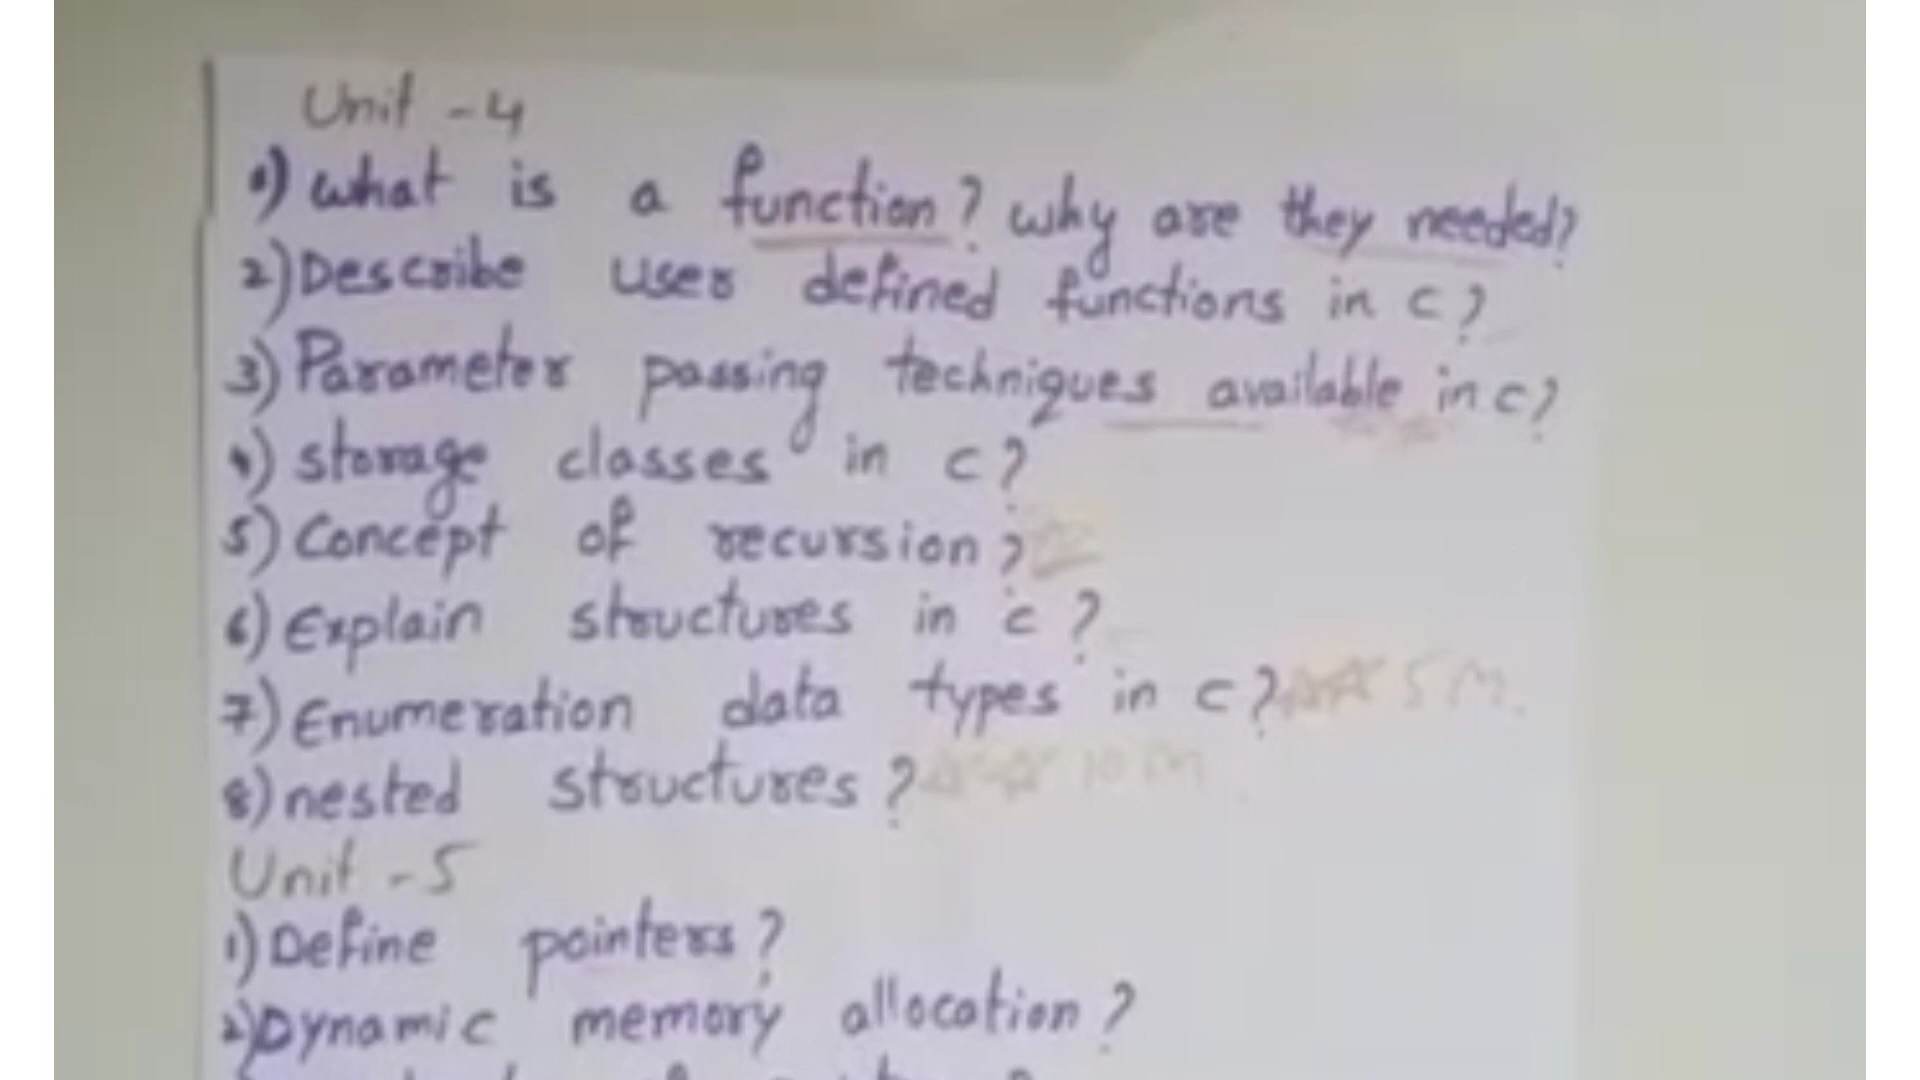 Unit - 4
1) what is a function? why are they needed?
2) Describe user defined functions in c?
3) Parameter passing techniques available in c?
4) storage classes in c?
5) Concept of recursion?
6) Explain structures in c?
7) Enumeration data types in c? 5 M.
8) nested structures? 10 m
Unit - 5
1) Define pointers?
2) Dynamic memory allocation?